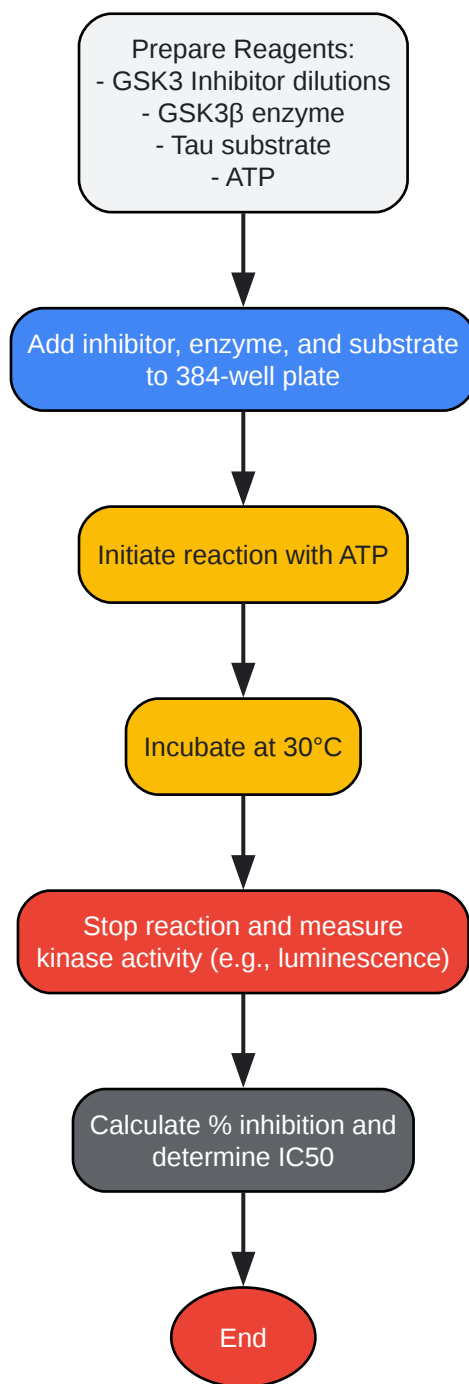 Prepare Reagents:
- GSK3 Inhibitor dilutions
- GSK3β enzyme
- Tau substrate
- ATP
Add inhibitor, enzyme, and substrate
to 384-well plate
Initiate reaction with ATP
Incubate at 30°C
Stop reaction and measure
kinase activity (e.g., luminescence)
Calculate % inhibition and
determine IC50
End